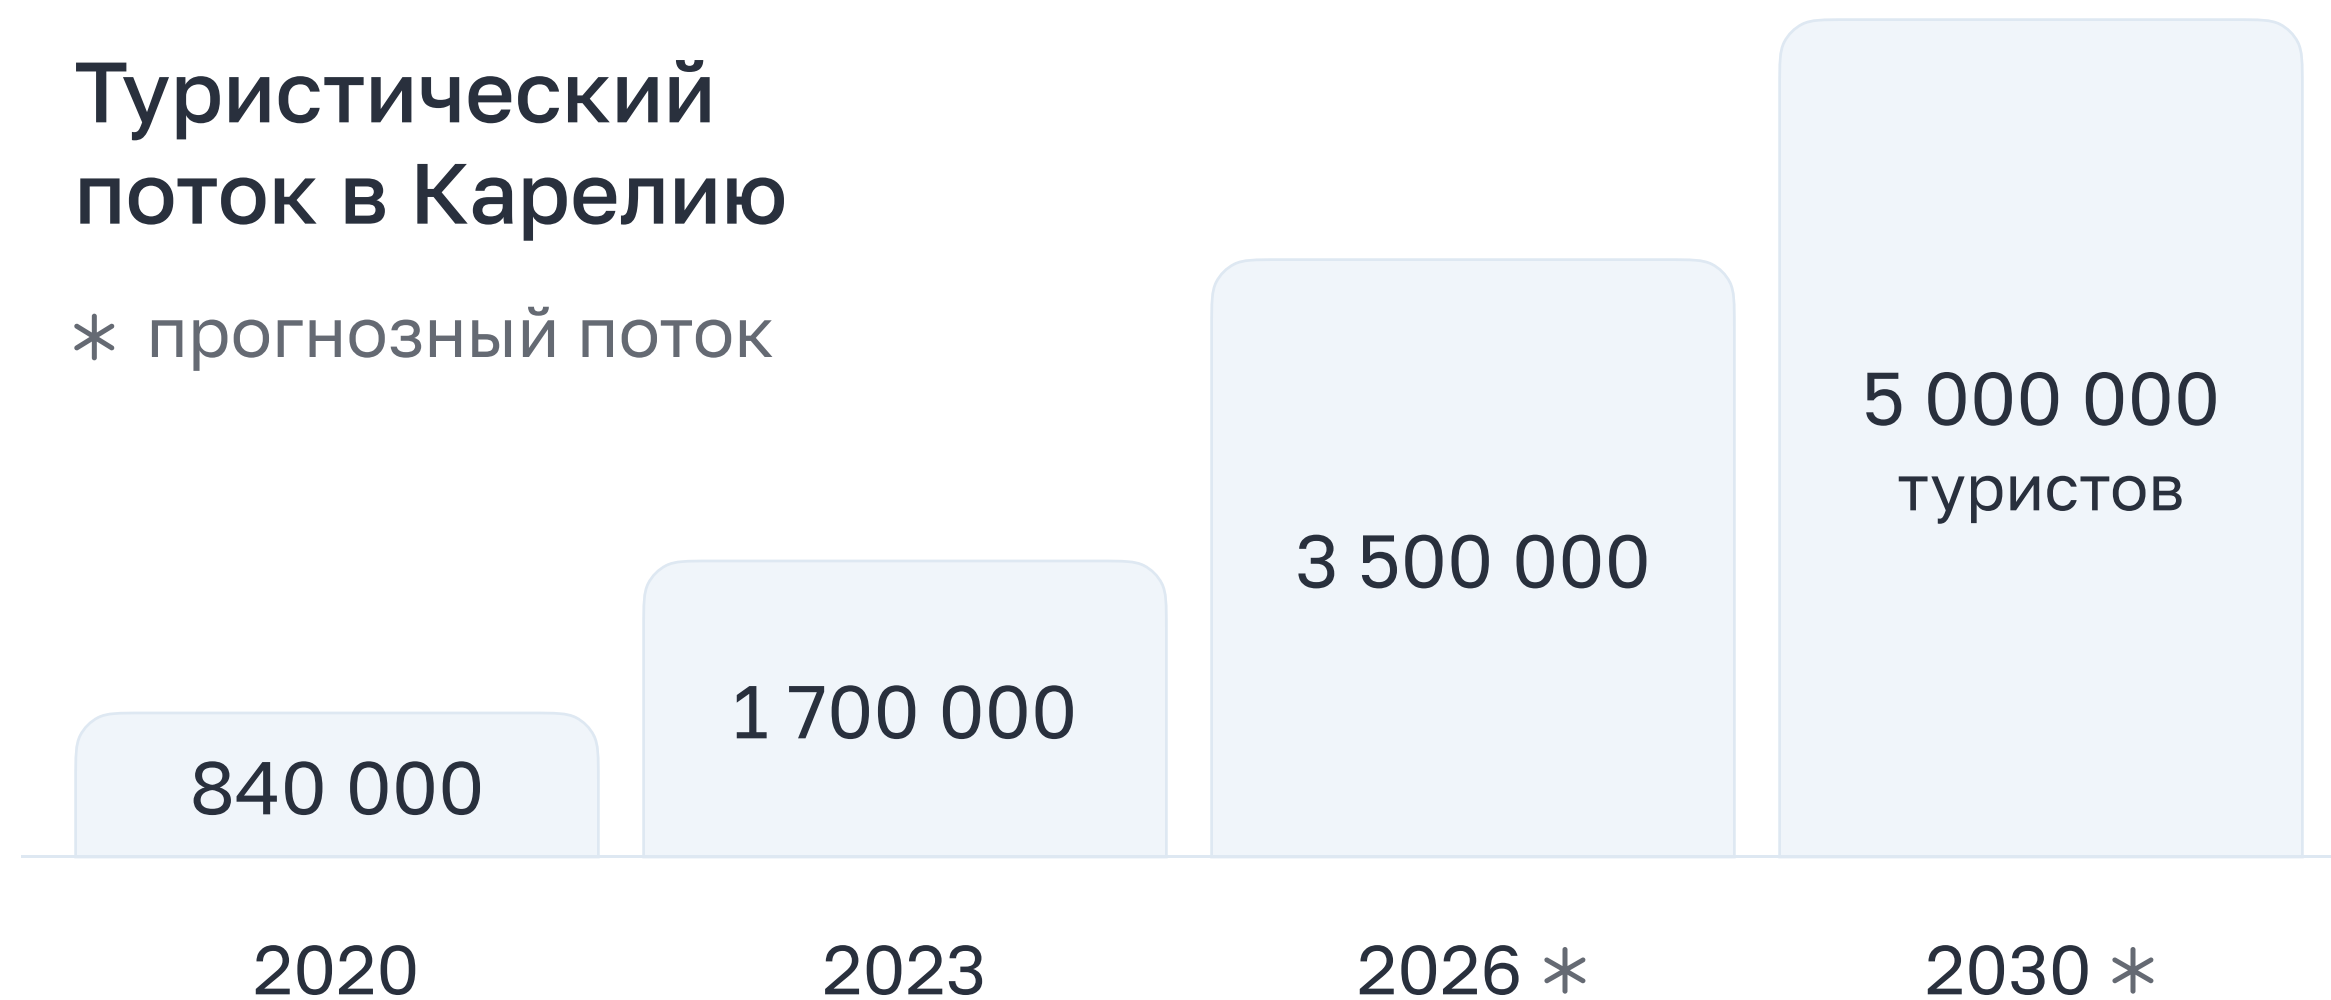 Туристический
поток в Карелию
* прогнозный поток
5 000 000
туристов
3 500 000
1 700 000
840 000
2020
2023
2026 *
2030 *